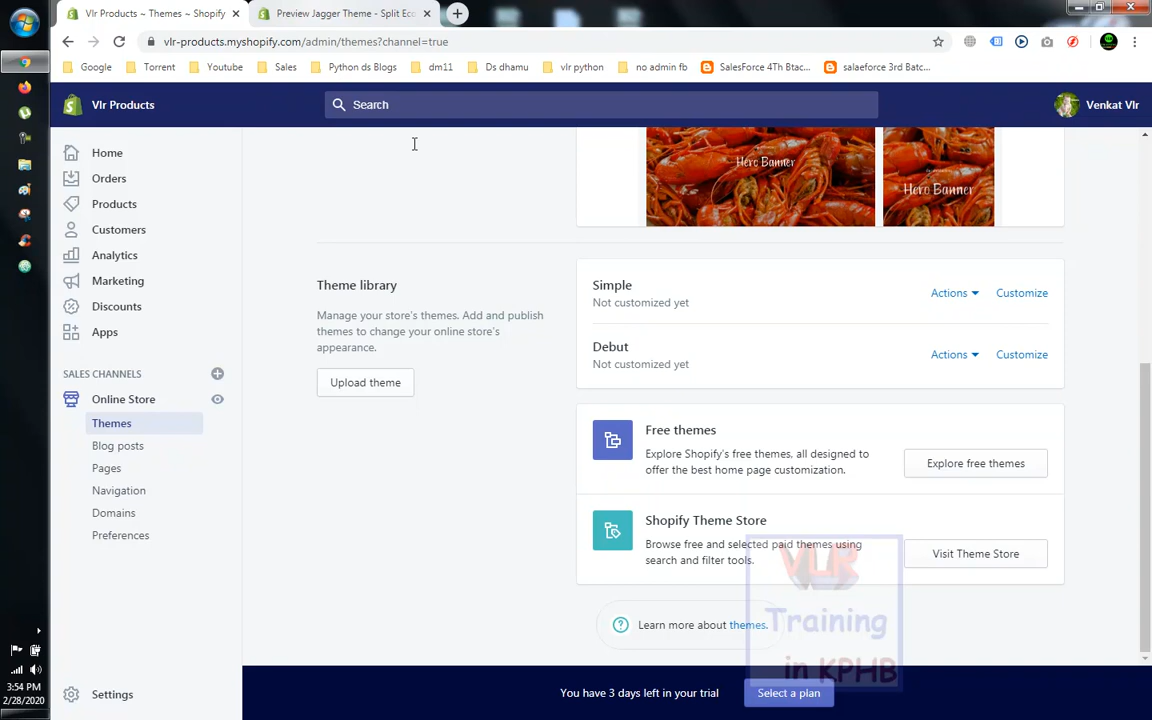 Vlr Products ~ Themes ~ Shopify
Preview Jagger Theme - Split Eco
vlr-products.myshopify.com/admin/themes?channel=true
Google
Torrent
Youtube
Sales
Python ds Blogs
dm11
Ds dhamu
vlr python
no admin fb
SalesForce 4Th Btac...
salaeforce 3rd Batc...
Vlr Products
Search
Venkat Vlr
Home
Orders
Products
Customers
Analytics
Marketing
Discounts
Apps
SALES CHANNELS
Online Store
Themes
Blog posts
Pages
Navigation
Domains
Preferences
Settings
Hero Banner
Hero Banner
Theme library
Manage your store's themes. Add and publish
themes to change your online store's
appearance.
Upload theme
Simple
Not customized yet
Actions
Customize
Debut
Not customized yet
Actions
Customize
Free themes
Explore Shopify's free themes, all designed to
offer the best home page customization.
Explore free themes
Shopify Theme Store
Browse free and selected paid themes using
search and filter tools.
Visit Theme Store
VLR
Training
in KPHB
Learn more about themes.
You have 3 days left in your trial
Select a plan
3:54 PM
2/28/2020